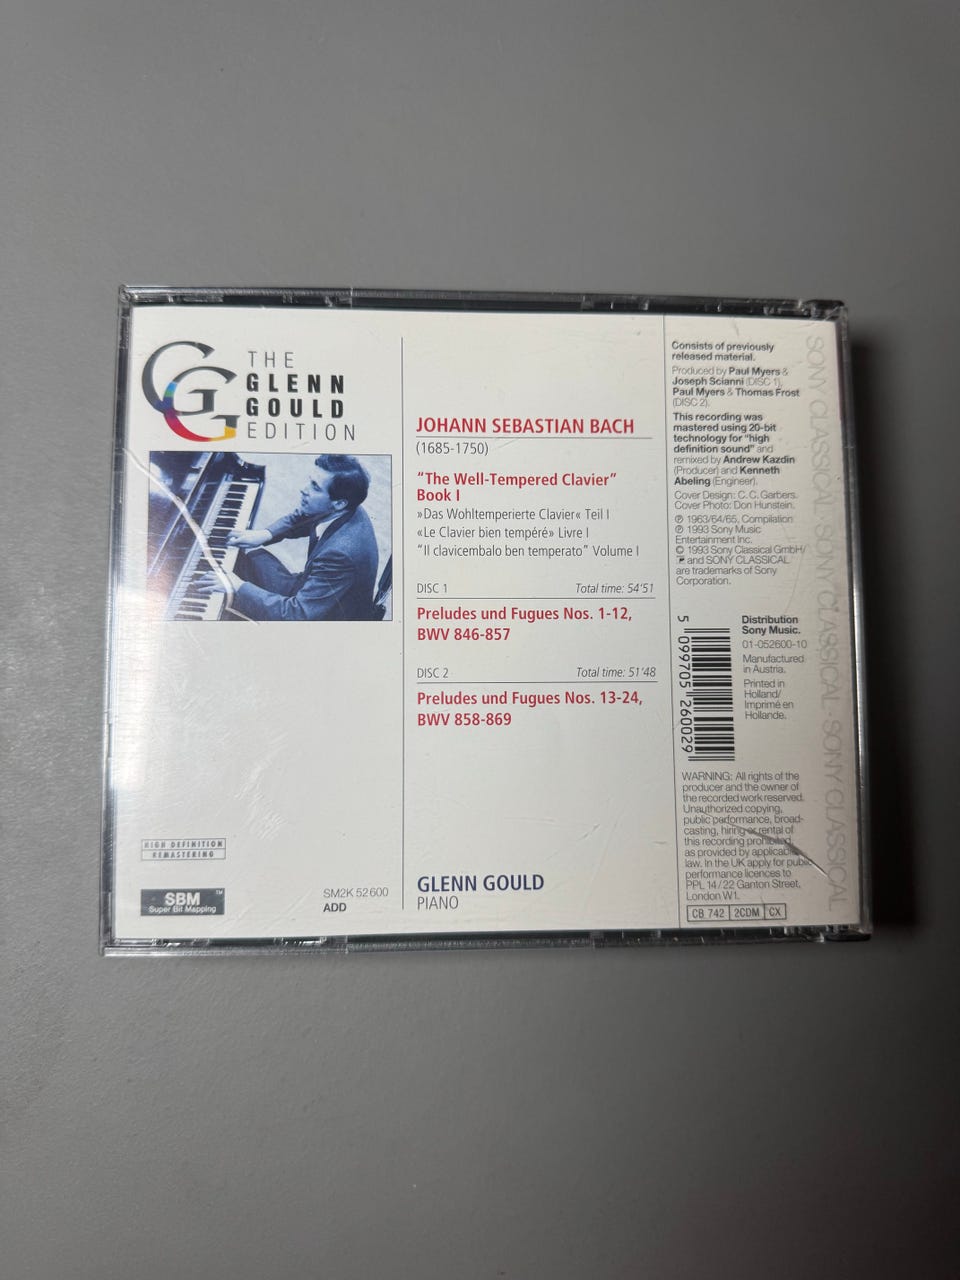 THE
GLENN
GOULD
EDITION
HIGH DEFINITION
REMASTERING
SBM™
Super Bit Mapping
SM2K 52 600
ADD
JOHANN SEBASTIAN BACH
(1685-1750)
“The Well-Tempered Clavier”
Book I
»Das Wohltemperierte Clavier« Teil I
«Le Clavier bien tempéré» Livre I
“Il clavicembalo ben temperato” Volume I
DISC 1 Total time: 54'51
Preludes und Fugues Nos. 1-12,
BWV 846-857
DISC 2 Total time: 51'48
Preludes und Fugues Nos. 13-24,
BWV 858-869
GLENN GOULD
PIANO
Consists of previously
released material.
Produced by Paul Myers &
Joseph Scianni (DISC 1),
Paul Myers & Thomas Frost
(DISC 2).
This recording was
mastered using 20-bit
technology for “high
definition sound” and
remixed by Andrew Kazdin
(Producer) and Kenneth
Abeling (Engineer).
Cover Design: C. C. Garbers.
Cover Photo: Don Hunstein.
℗ 1963/64/65, Compilation
℗ 1993 Sony Music
Entertainment Inc.
© 1993 Sony Classical GmbH/
and SONY CLASSICAL
are trademarks of Sony
Corporation.
5 099705 260029
Distribution
Sony Music.
01-052600-10
Manufactured
in Austria.
Printed in
Holland/
Imprimé en
Hollande.
WARNING: All rights of the
producer and the owner of
the recorded work reserved.
Unauthorized copying,
public performance, broad-
casting, hiring or rental of
this recording prohibited,
as provided by applicable
law. In the UK apply for public
performance licences to
PPL 14/22 Ganton Street,
London W1.
CB 742 2CDM CX
SONY CLASSICAL · SONY CLASSICAL · SONY CLASSICAL